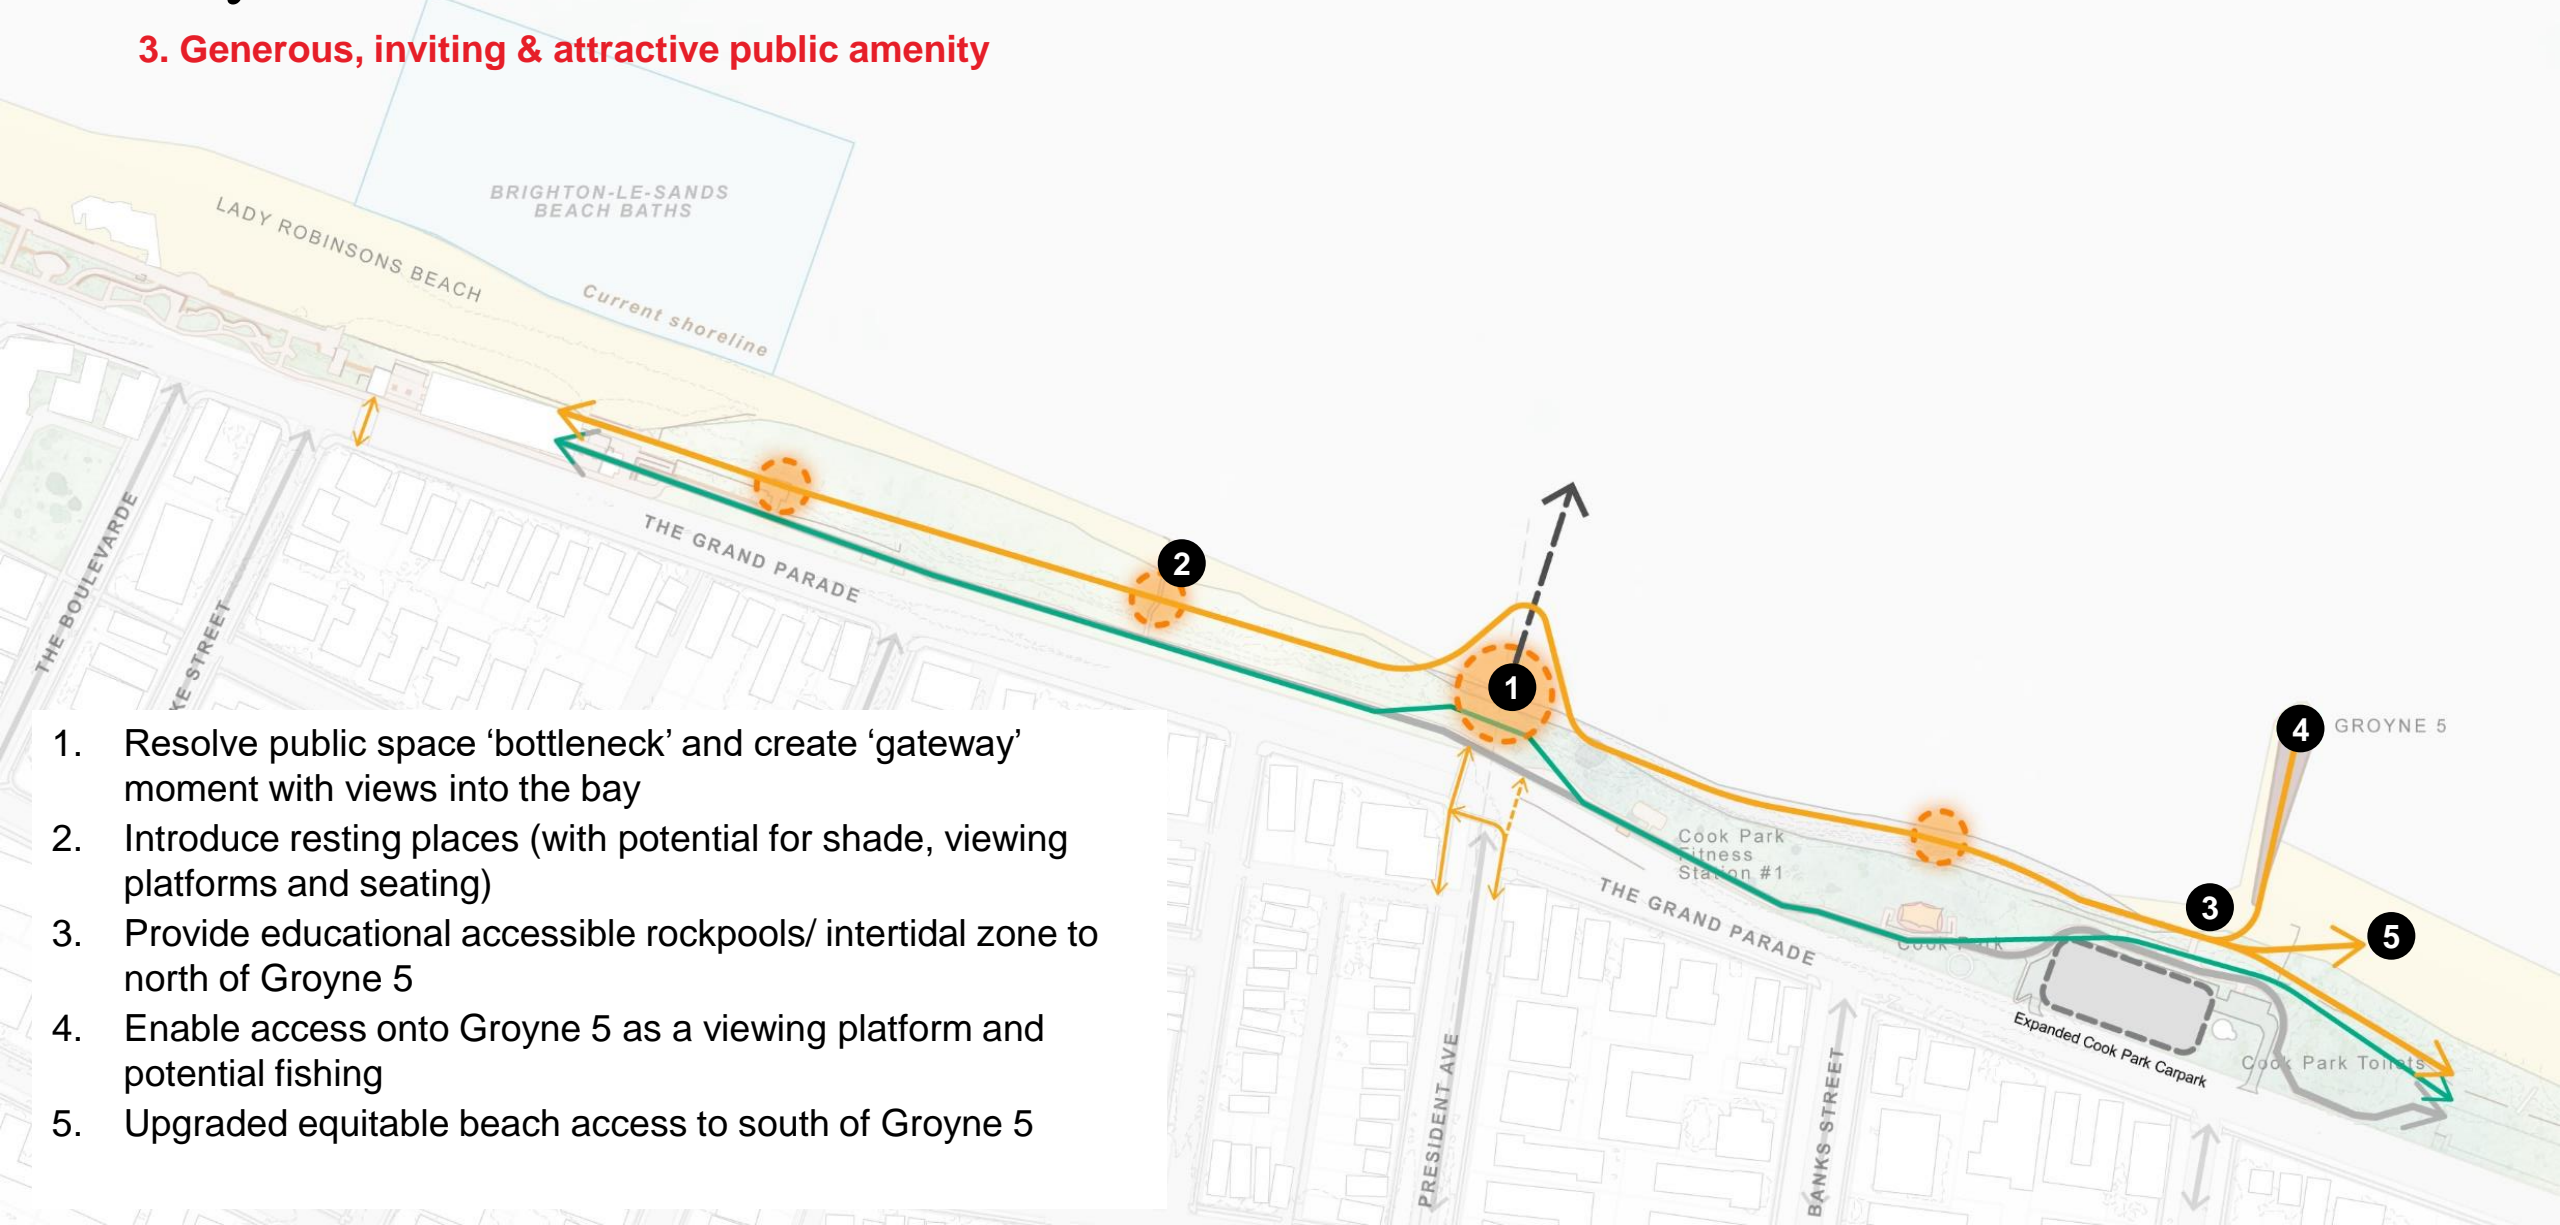 3. Generous, inviting & attractive public amenity
BRIGHTON-LE-SANDS
BEACH BATHS
LADY ROBINSONS BEACH
Current shoreline
THE GRAND PARADE
THE BOULEVARDE
STREET
2
1
4
GROYNE 5
Cook Park
Fitness
Station #1
THE GRAND PARADE
3
5
Cook Park
Expanded Cook Park Carpark
Cook Park Toilets
PRESIDENT AVE
BANKS STREET
1. Resolve public space ‘bottleneck’ and create ‘gateway’
moment with views into the bay
2. Introduce resting places (with potential for shade, viewing
platforms and seating)
3. Provide educational accessible rockpools/ intertidal zone to
north of Groyne 5
4. Enable access onto Groyne 5 as a viewing platform and
potential fishing
5. Upgraded equitable beach access to south of Groyne 5